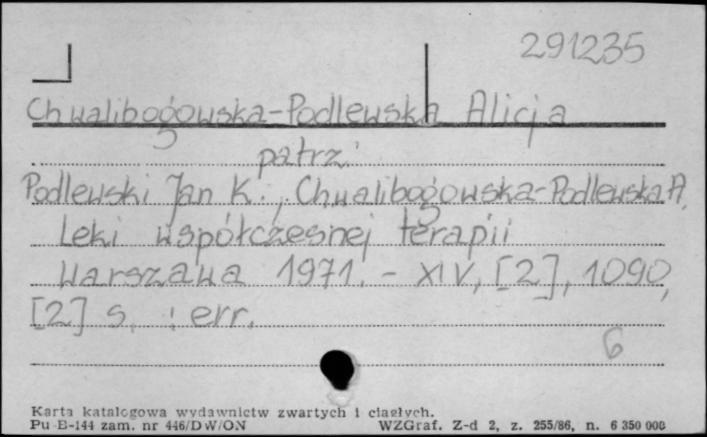 291235
Chwalibogowska-Podlewska Alicja
patrz:
Podlewski Jan K., Chwalibogowska-Podlewska A.
Leki współczesnej terapii
Warszawa 1971. - XIV, [2], 1090,
[2] s. : err.
6
Karta katalogowa wydawnictw zwartych i ciągłych.
Pu B-144 zam. nr 446/DW/ON WZGraf. Z-d 2, z. 255/86, n. 6 350 000